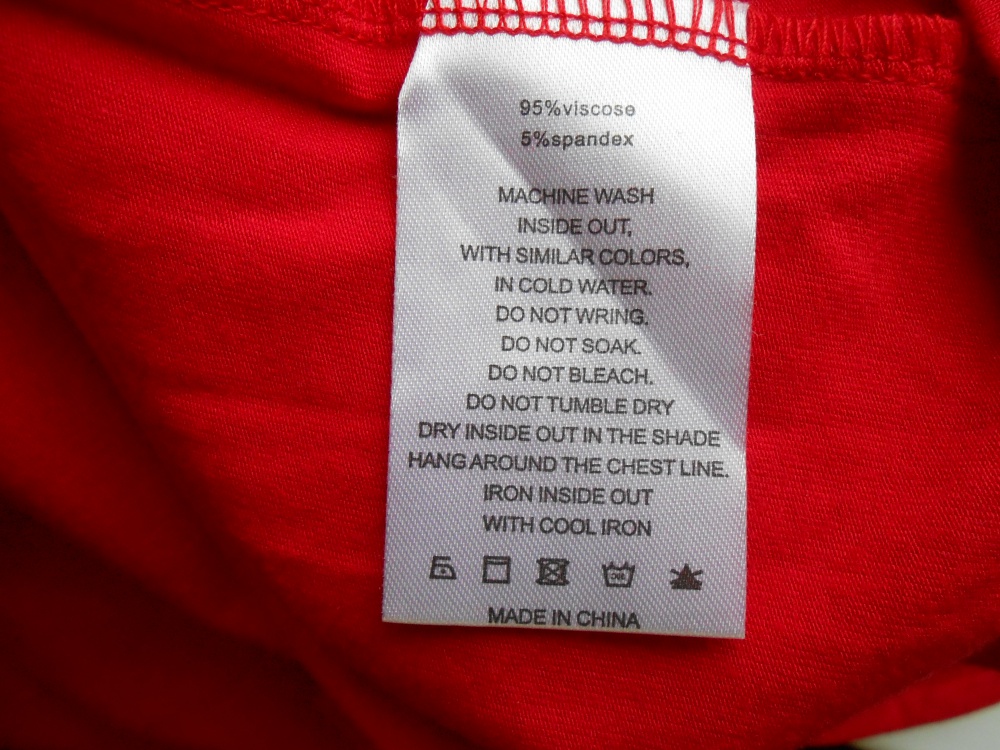 95%viscose
5%spandex
MACHINE WASH
INSIDE OUT,
WITH SIMILAR COLORS,
IN COLD WATER.
DO NOT WRING.
DO NOT SOAK.
DO NOT BLEACH.
DO NOT TUMBLE DRY
DRY INSIDE OUT IN THE SHADE
HANG AROUND THE CHEST LINE.
IRON INSIDE OUT
WITH COOL IRON
MADE IN CHINA